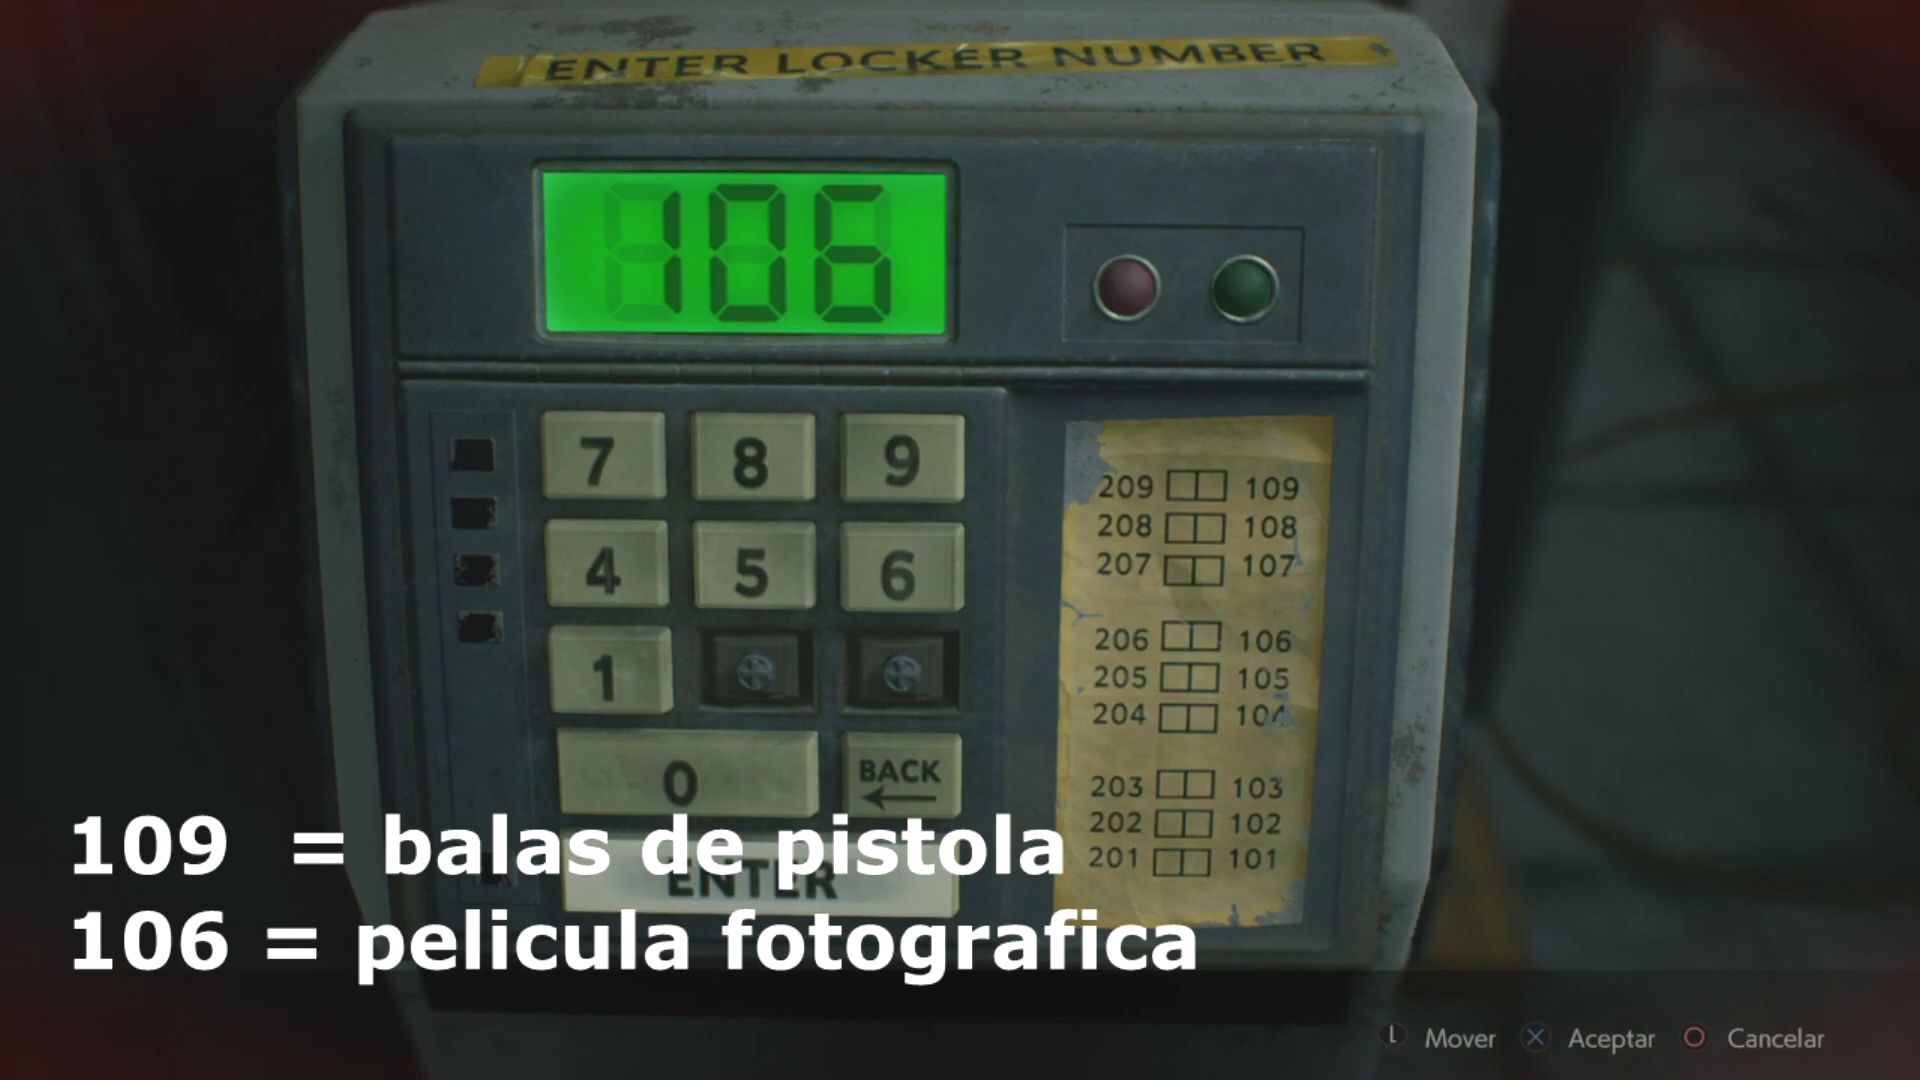 ENTER LOCKER NUMBER
106
7 8 9
4 5 6
1
0 BACK
ENTER
209 109
208 108
207 107
206 106
205 105
204 104
203 103
202 102
201 101
109 = balas de pistola
106 = pelicula fotografica
L Mover Aceptar Cancelar